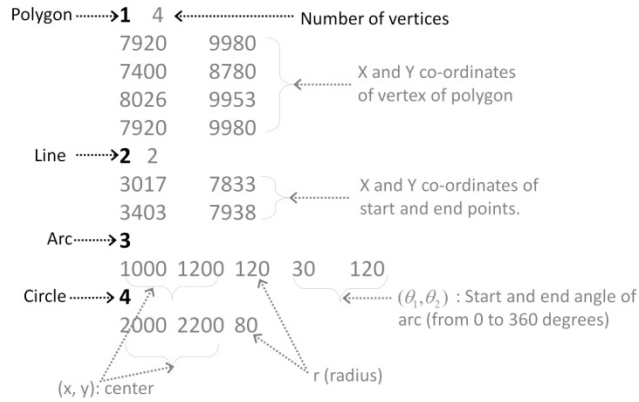 Polygon 1 4 Number of vertices
7920 9980
7400 8780
8026 9953
7920 9980
X and Y co-ordinates
of vertex of polygon
Line 2 2
3017 7833
3403 7938
X and Y co-ordinates of
start and end points.
Arc 3
1000 1200 120 30 120
Circle 4
2000 2200 80
(θ₁,θ₂) : Start and end angle of
arc (from 0 to 360 degrees)
(x, y): center
r (radius)